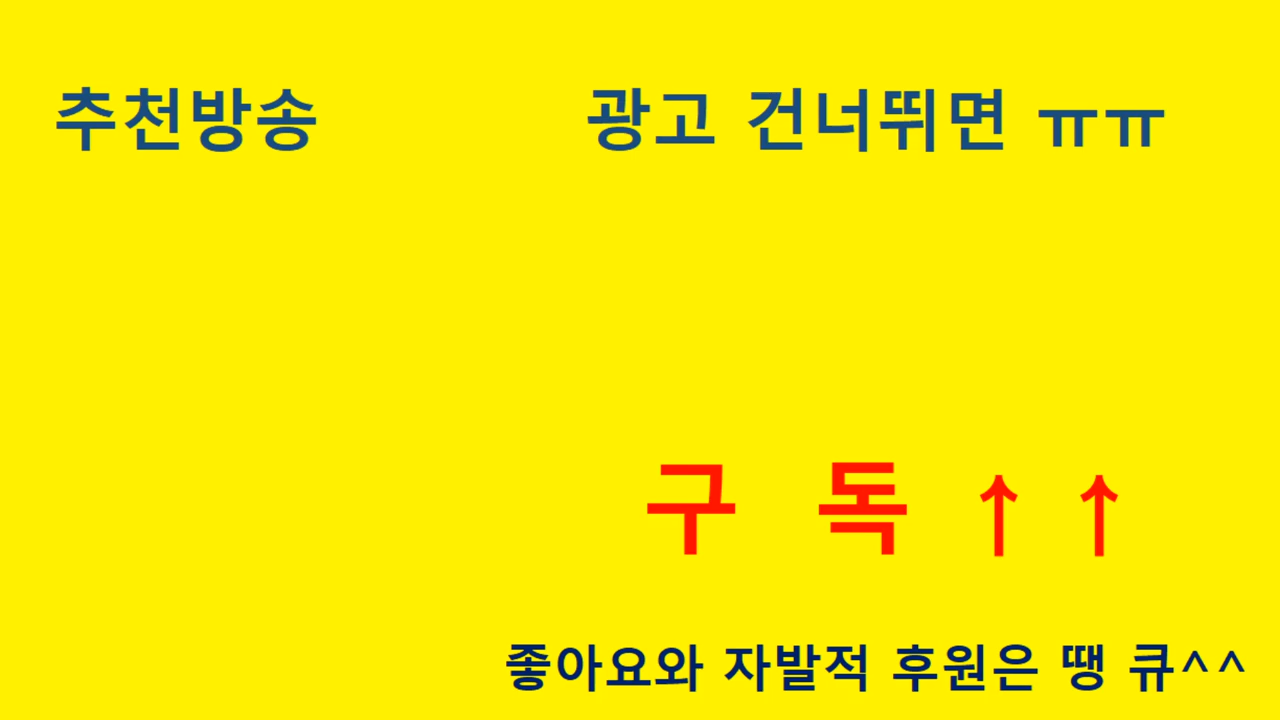 추천방송
광고 건너뛰면 ㅠㅠ
구 독 ↑ ↑
좋아요와 자발적 후원은 땡 큐^^